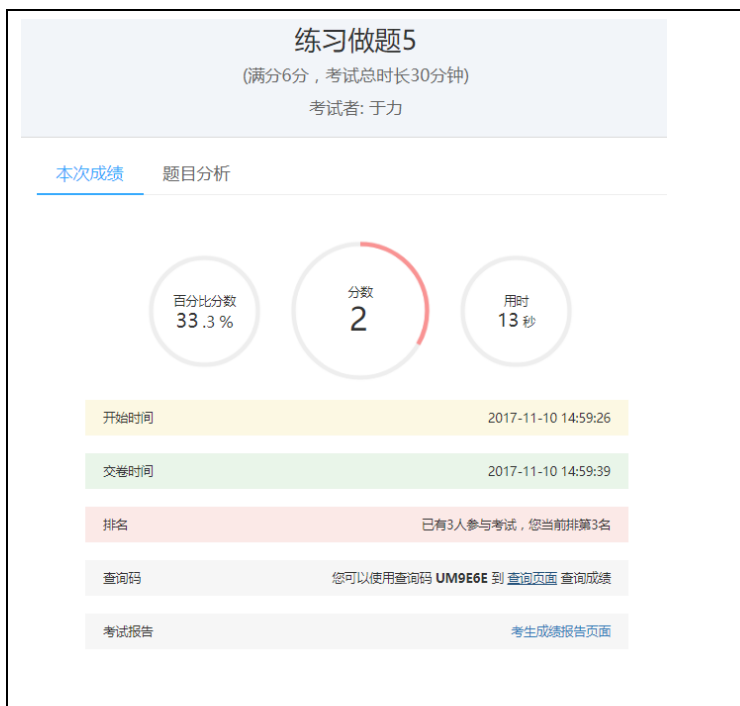 练习做题5
(满分6分，考试总时长30分钟)
考试者: 于力
本次成绩 题目分析
百分比分数
33.3 %
分数
2
用时
13 秒
开始时间 2017-11-10 14:59:26
交卷时间 2017-11-10 14:59:39
排名 已有3人参与考试，您当前排第3名
查询码 您可以使用查询码 UM9E6E 到 查询页面 查询成绩
考试报告 考生成绩报告页面